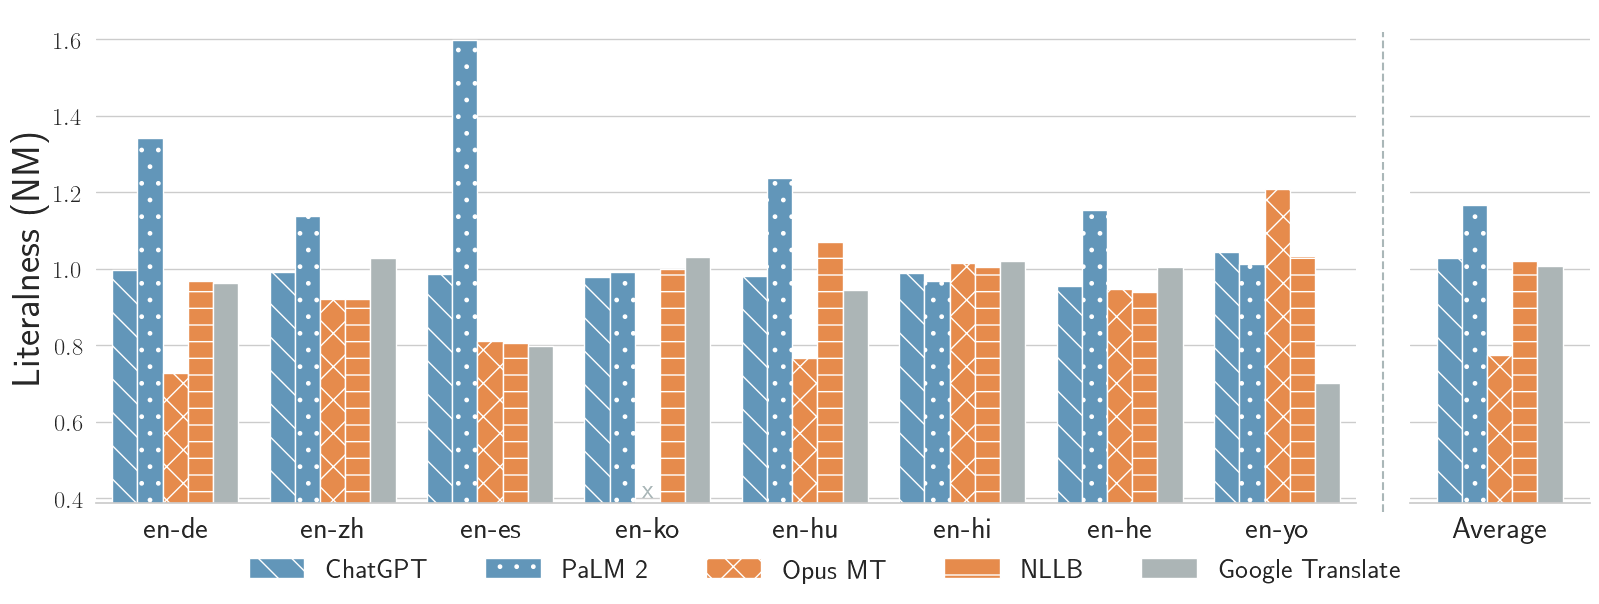 Literalness (NM)
1.6
1.4
1.2
1.0
0.8
0.6
0.4
x
en-de en-zh en-es en-ko en-hu en-hi en-he en-yo Average
ChatGPT PaLM 2 Opus MT NLLB Google Translate